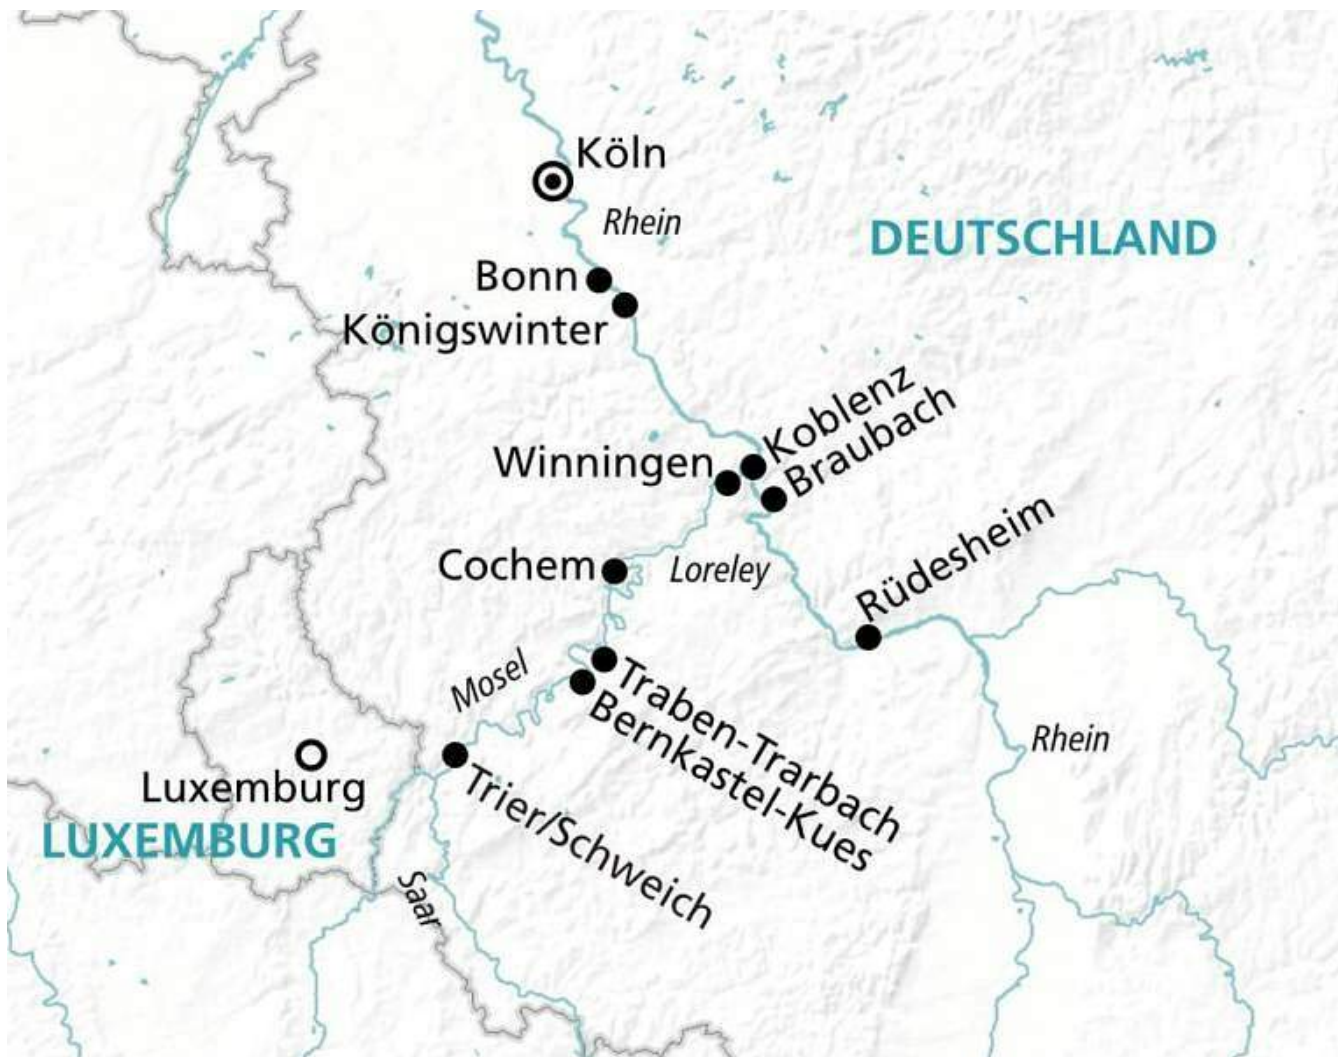 Köln
Rhein
DEUTSCHLAND
Bonn
Königswinter
Koblenz
Braubach
Winningen
Rüdesheim
Cochem
Loreley
Mosel
Traben-Trarbach
Bernkastel-Kues
Rhein
Luxemburg
LUXEMBURG
Trier/Schweich
Saar